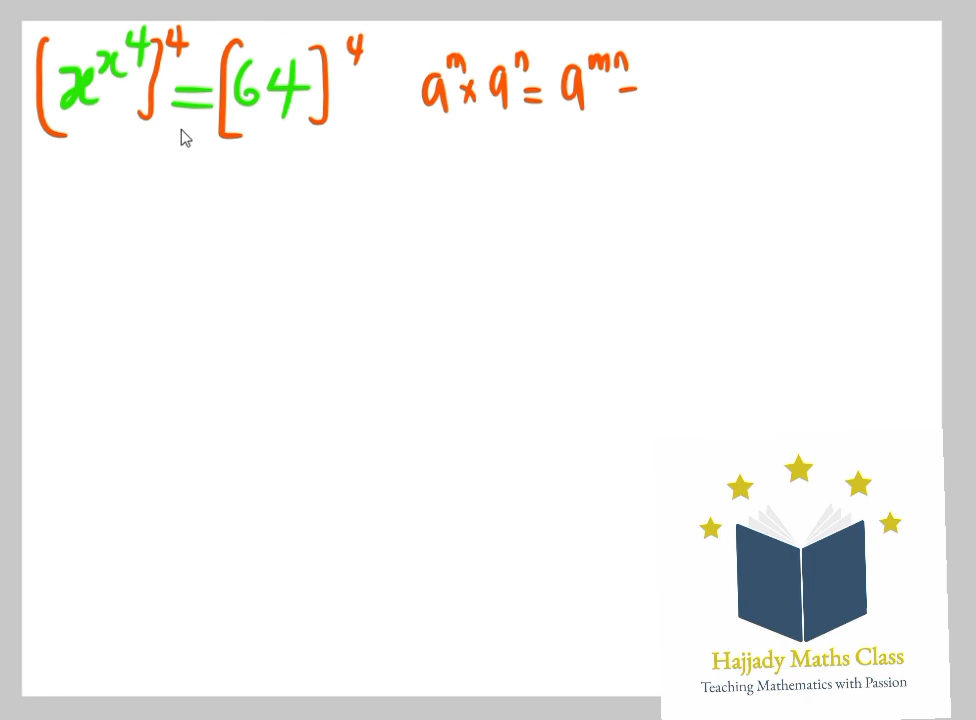 (x^x^4)^4 = [64]^4 a^m × a^n = a^mn -
Hajjady Maths Class
Teaching Mathematics with Passion